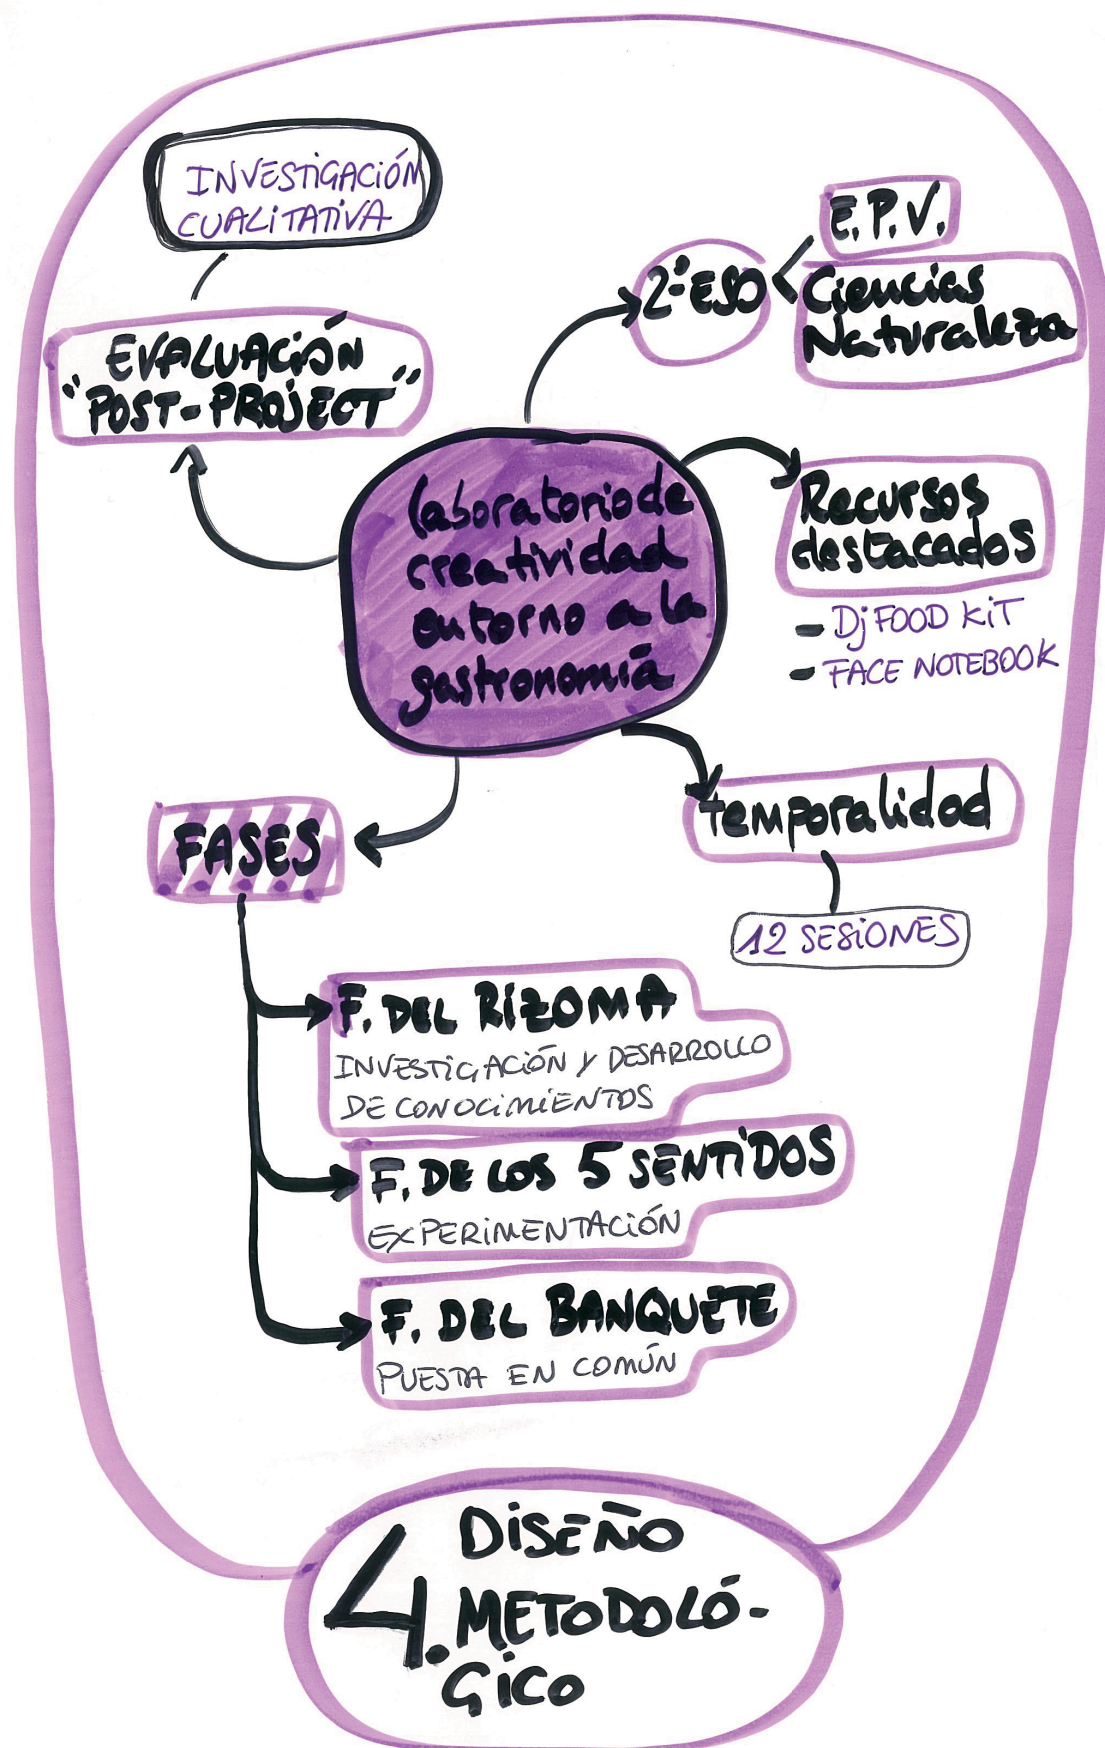 INVESTIGACIÓN
CUALITATIVA
EVALUACIÓN
"POST-PROJECT"
2º ESO
E.P.V.
Ciencias
Naturaleza
laboratorio de
creatividad
entorno a la
gastronomía
Recursos
destacados
- Dj FOOD KIT
- FACE NOTEBOOK
temporalidad
12 SESIONES
FASES
F. DEL RIZOMA
INVESTIGACIÓN Y DESARROLLO
DE CONOCIMIENTOS
F. DE LOS 5 SENTIDOS
EXPERIMENTACIÓN
F. DEL BANQUETE
PUESTA EN COMÚN
4. DISEÑO
METODOLÓ-
GICO